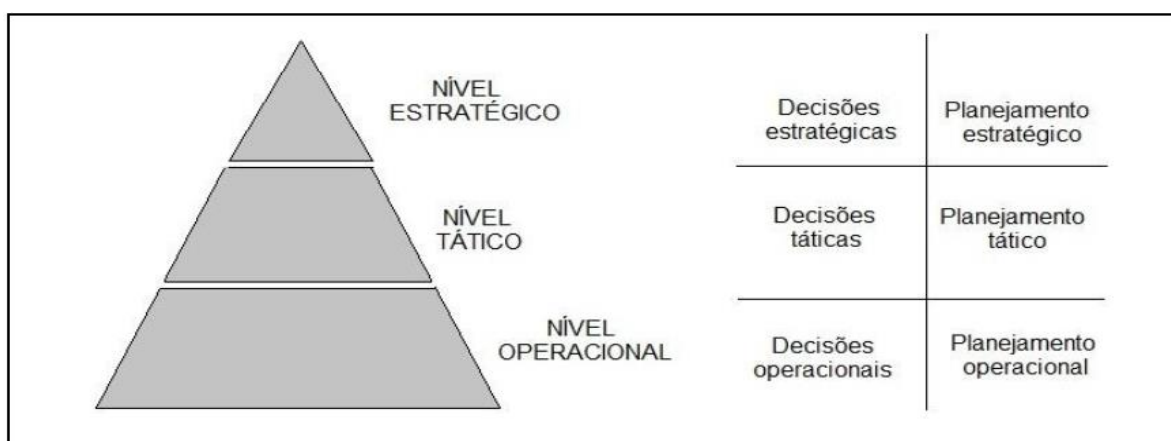 NÍVEL
ESTRATÉGICO
Decisões
estratégicas
Planejamento
estratégico
NÍVEL
TÁTICO
Decisões
táticas
Planejamento
tático
NÍVEL
OPERACIONAL
Decisões
operacionais
Planejamento
operacional